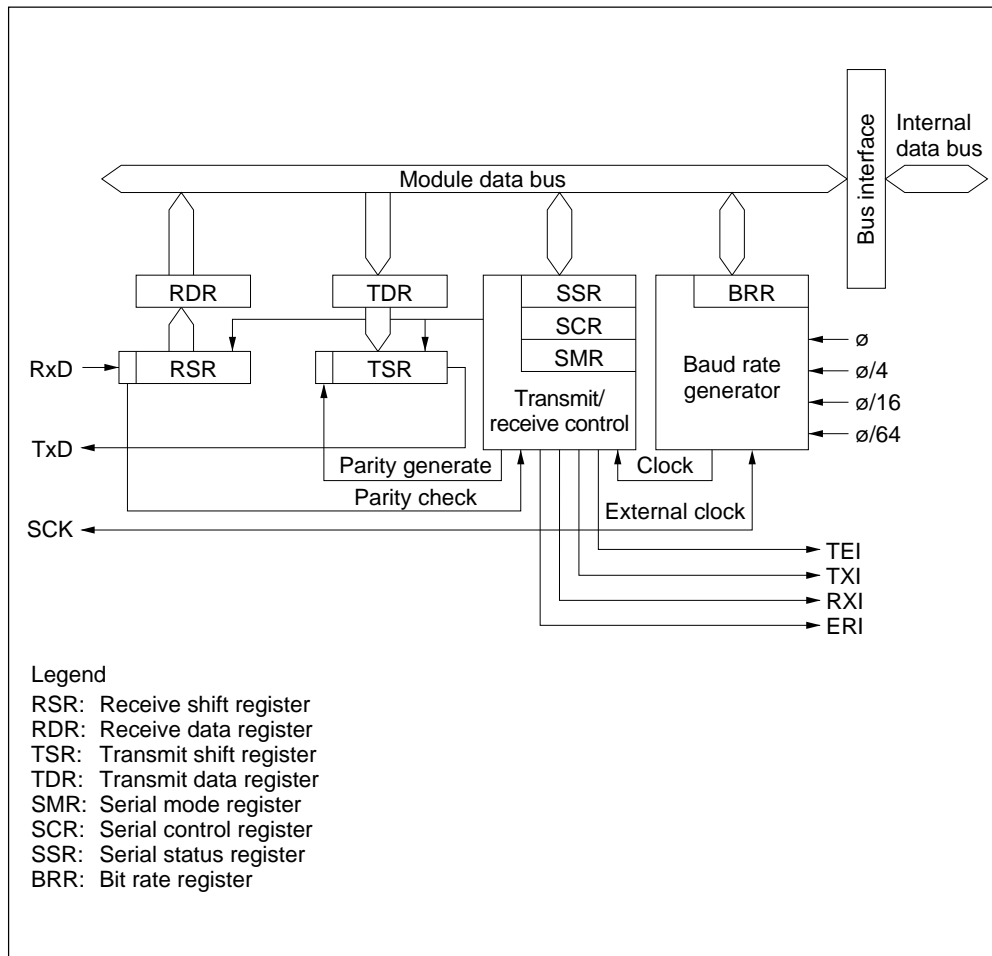 Internal
data bus
Bus interface
Module data bus
RDR
TDR
SSR
BRR
SCR
SMR
RxD
RSR
TSR
Transmit/
receive control
Baud rate
generator
ø
ø/4
ø/16
ø/64
TxD
Parity generate
Clock
Parity check
External clock
SCK
TEI
TXI
RXI
ERI
Legend
RSR: Receive shift register
RDR: Receive data register
TSR: Transmit shift register
TDR: Transmit data register
SMR: Serial mode register
SCR: Serial control register
SSR: Serial status register
BRR: Bit rate register